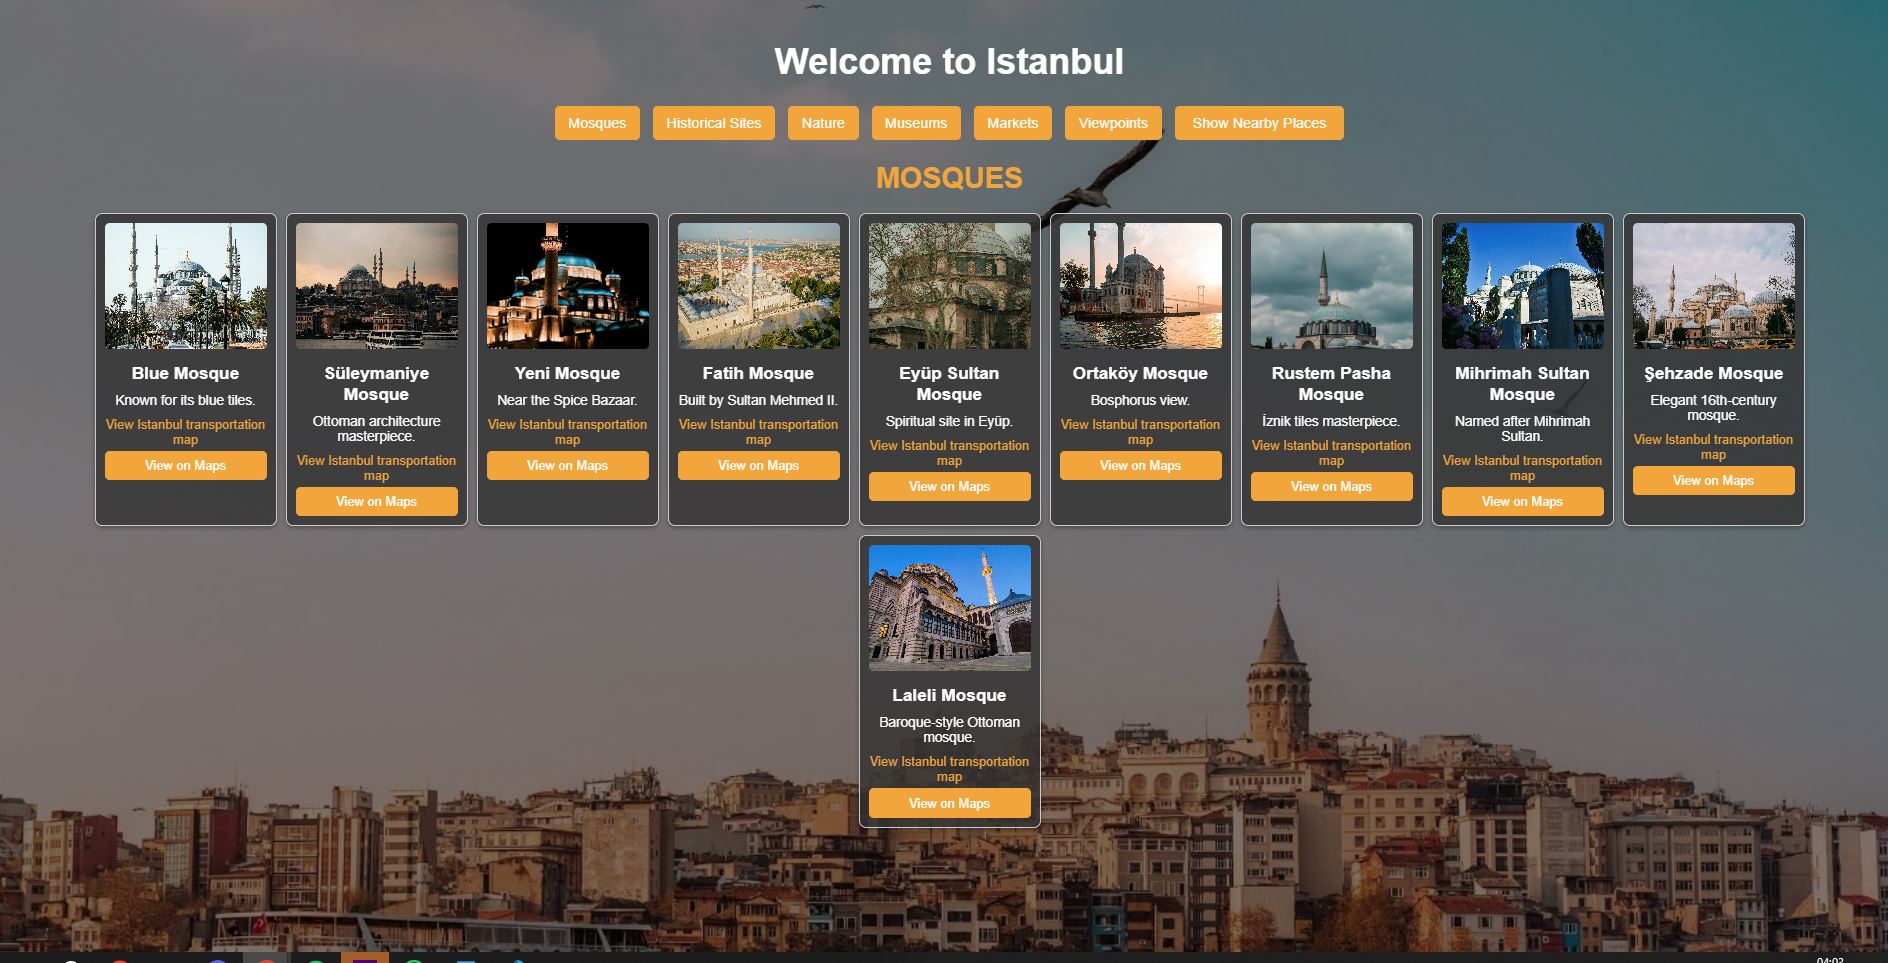 Welcome to Istanbul
Mosques
Historical Sites
Nature
Museums
Markets
Viewpoints
Show Nearby Places
MOSQUES
Blue Mosque
Known for its blue tiles.
View Istanbul transportation
map
View on Maps
Süleymaniye
Mosque
Ottoman architecture
masterpiece.
View Istanbul transportation
map
View on Maps
Yeni Mosque
Near the Spice Bazaar.
View Istanbul transportation
map
View on Maps
Fatih Mosque
Built by Sultan Mehmed II.
View Istanbul transportation
map
View on Maps
Eyüp Sultan
Mosque
Spiritual site in Eyüp.
View Istanbul transportation
map
View on Maps
Ortaköy Mosque
Bosphorus view.
View Istanbul transportation
map
View on Maps
Rustem Pasha
Mosque
İznik tiles masterpiece.
View Istanbul transportation
map
View on Maps
Mihrimah Sultan
Mosque
Named after Mihrimah
Sultan.
View Istanbul transportation
map
View on Maps
Şehzade Mosque
Elegant 16th-century
mosque.
View Istanbul transportation
map
View on Maps
Laleli Mosque
Baroque-style Ottoman
mosque.
View Istanbul transportation
map
View on Maps